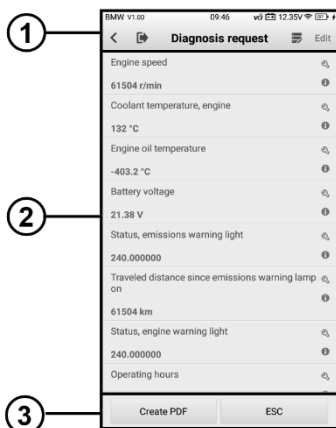 BMW V1.00 09:46 vci 12.35V
1
Diagnosis request Edit
Engine speed
61504 r/min
Coolant temperature, engine
132 °C
Engine oil temperature
-403.2 °C
2
Battery voltage
21.38 V
Status, emissions warning light
240.000000
Traveled distance since emissions warning lamp
on
61504 km
Status, engine warning light
240.000000
Operating hours
3
Create PDF ESC